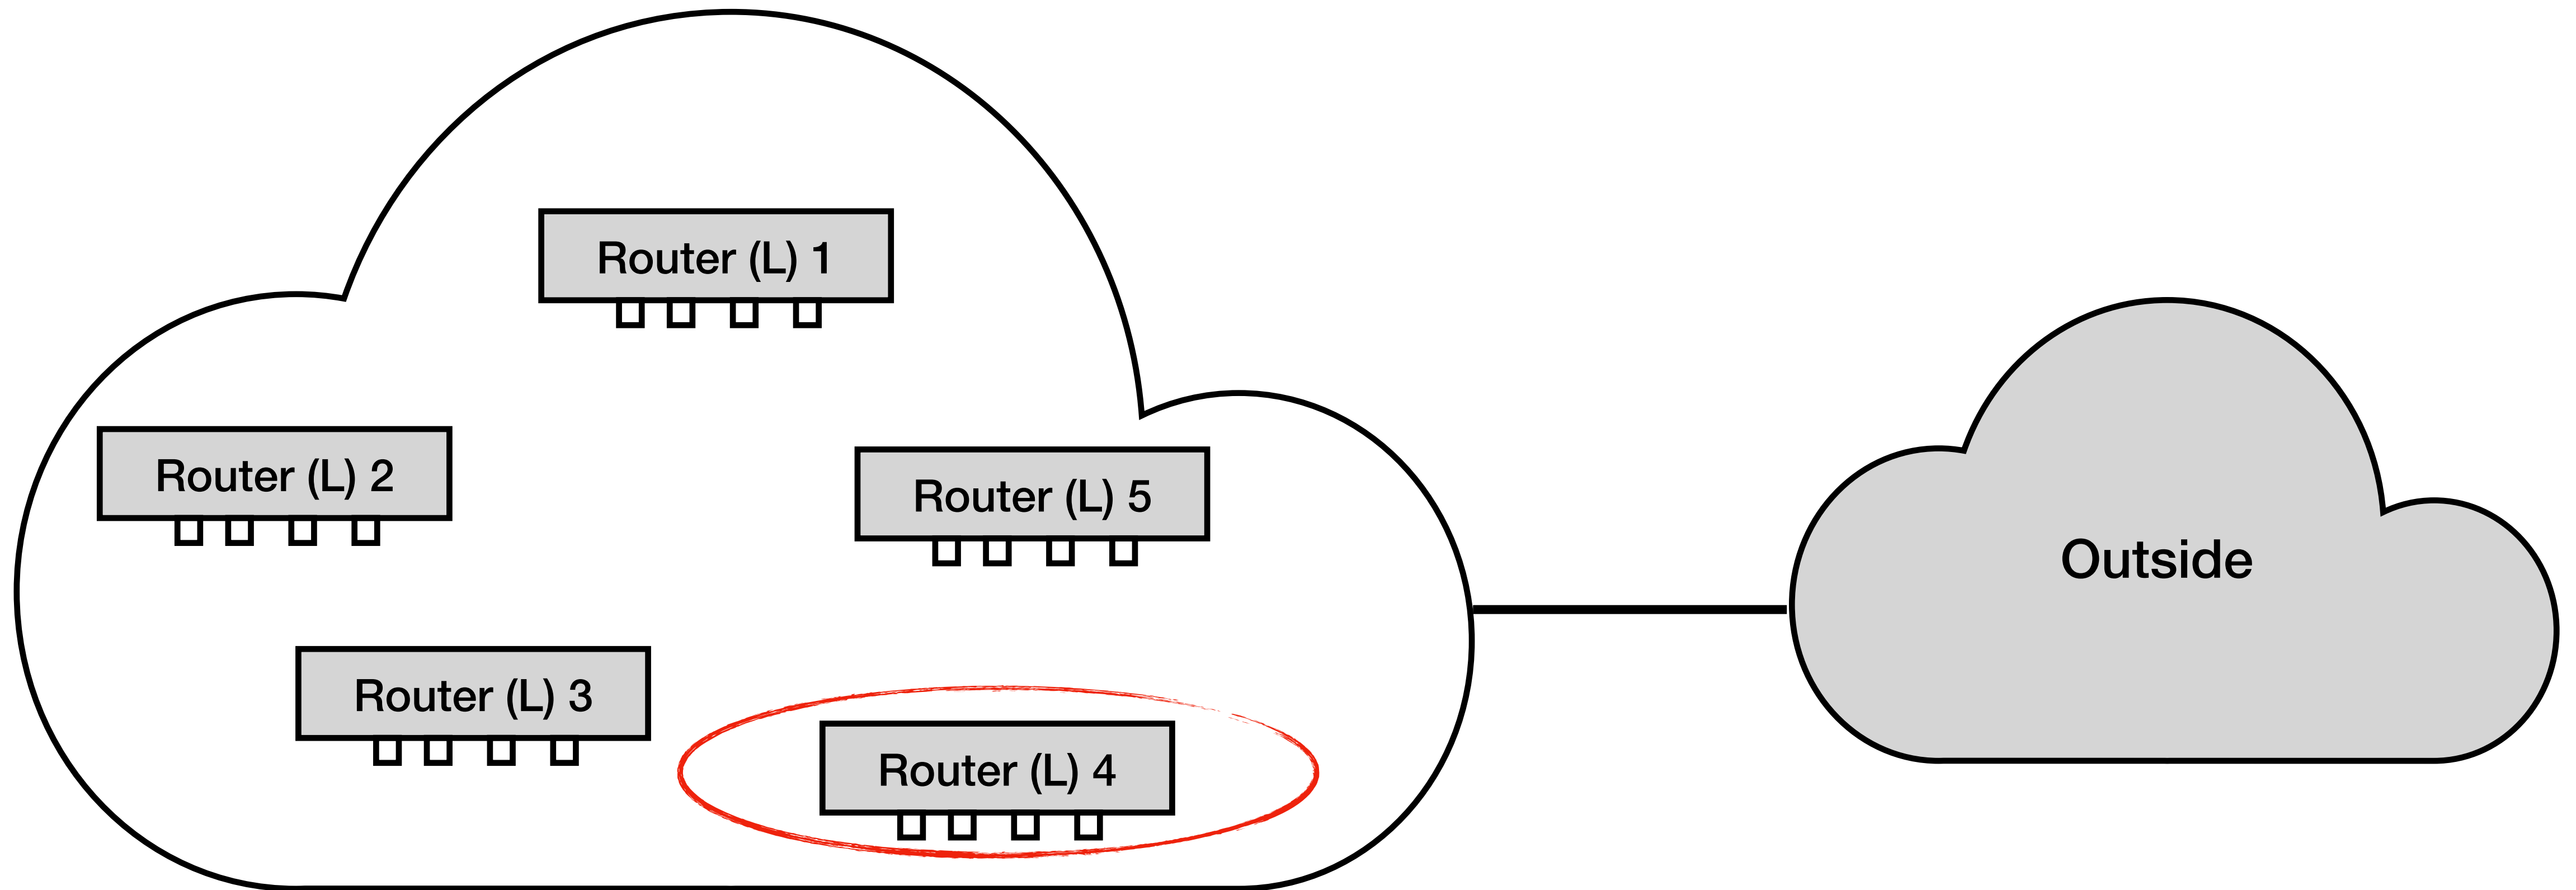 Router (L) 1
Router (L) 2
Router (L) 5
Outside
Router (L) 3
Router (L) 4